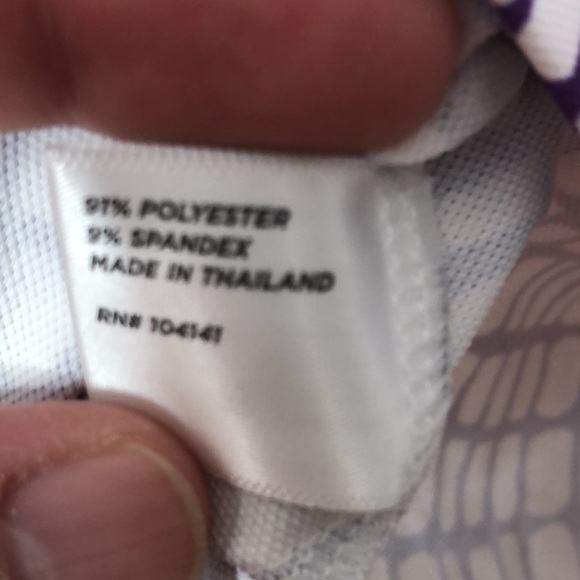 91% POLYESTER
9% SPANDEX
MADE IN THAILAND
RN# 104141